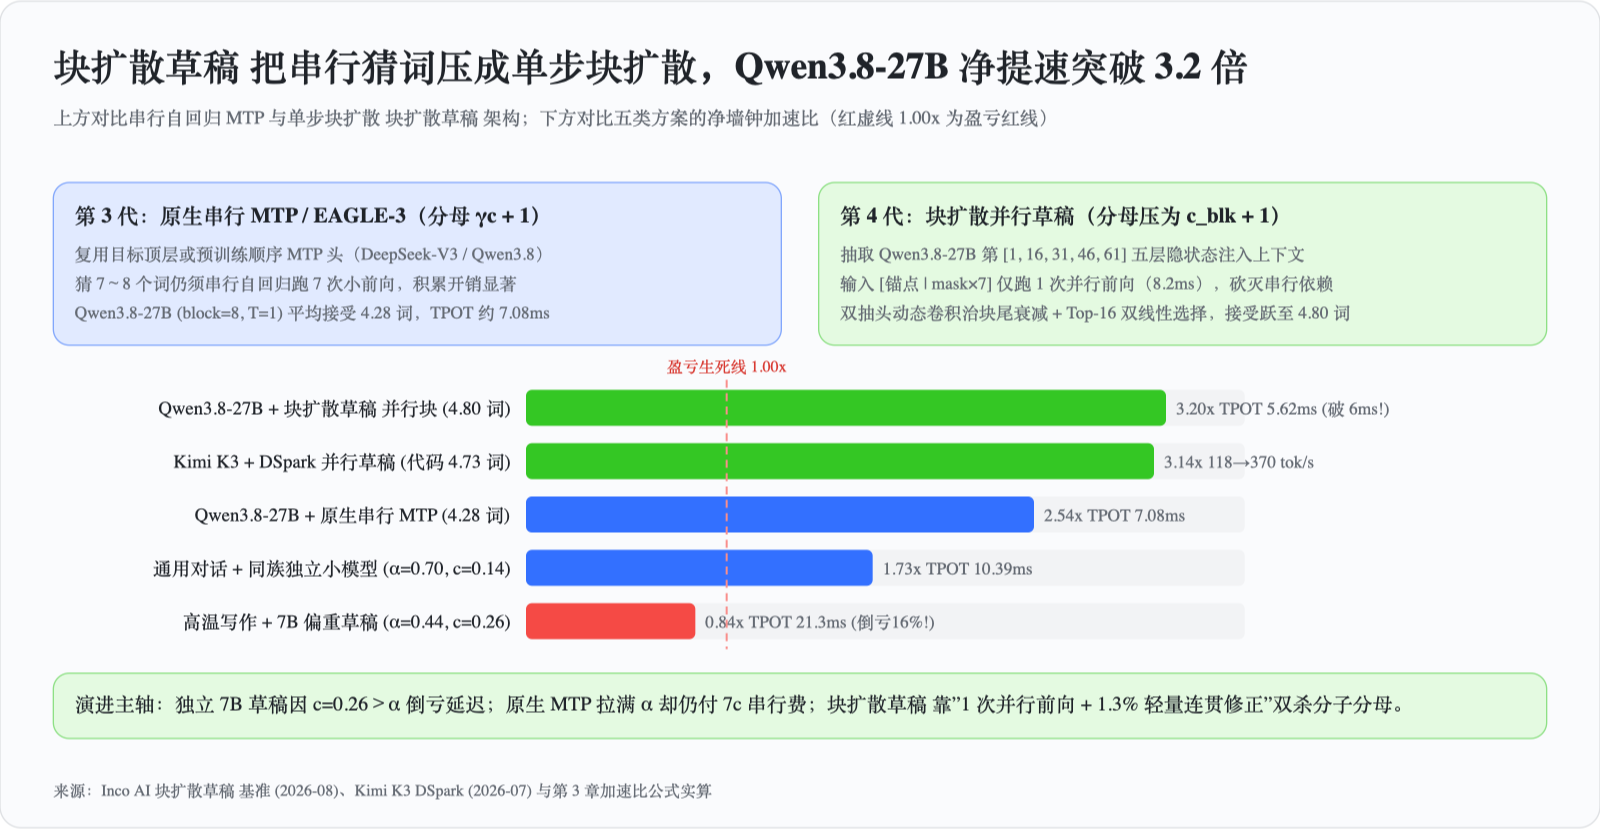 块扩散草稿 把串行猜词压成单步块扩散，Qwen3.8-27B 净提速突破 3.2 倍
上方对比串行自回归 MTP 与单步块扩散 块扩散草稿 架构；下方对比五类方案的净墙钟加速比（红虚线 1.00x 为盈亏红线）
第 3 代：原生串行 MTP / EAGLE-3（分母 γc + 1）
复用目标顶层或预训练顺序 MTP 头（DeepSeek-V3 / Qwen3.8）
猜 7 ~ 8 个词仍须串行自回归跑 7 次小前向，积累开销显著
Qwen3.8-27B (block=8, T=1) 平均接受 4.28 词，TPOT 约 7.08ms
第 4 代：块扩散并行草稿（分母压为 c_blk + 1）
抽取 Qwen3.8-27B 第 [1, 16, 31, 46, 61] 五层隐状态注入上下文
输入 [锚点 | mask×7] 仅跑 1 次并行前向（8.2ms），砍灭串行依赖
双抽头动态卷积治块尾衰减 + Top-16 双线性选择，接受跃至 4.80 词
盈亏生死线 1.00x
Qwen3.8-27B + 块扩散草稿 并行块 (4.80 词)
3.20x TPOT 5.62ms (破 6ms!)
Kimi K3 + DSpark 并行草稿 (代码 4.73 词)
3.14x 118→370 tok/s
Qwen3.8-27B + 原生串行 MTP (4.28 词)
2.54x TPOT 7.08ms
通用对话 + 同族独立小模型 (α=0.70, c=0.14)
1.73x TPOT 10.39ms
高温写作 + 7B 偏重草稿 (α=0.44, c=0.26)
0.84x TPOT 21.3ms (倒亏16%!)
演进主轴：独立 7B 草稿因 c=0.26 > α 倒亏延迟；原生 MTP 拉满 α 却仍付 7c 串行费；块扩散草稿 靠”1 次并行前向 + 1.3% 轻量连贯修正”双杀分子分母。
来源：Inco AI 块扩散草稿 基准 (2026-08)、Kimi K3 DSpark (2026-07) 与第 3 章加速比公式实算